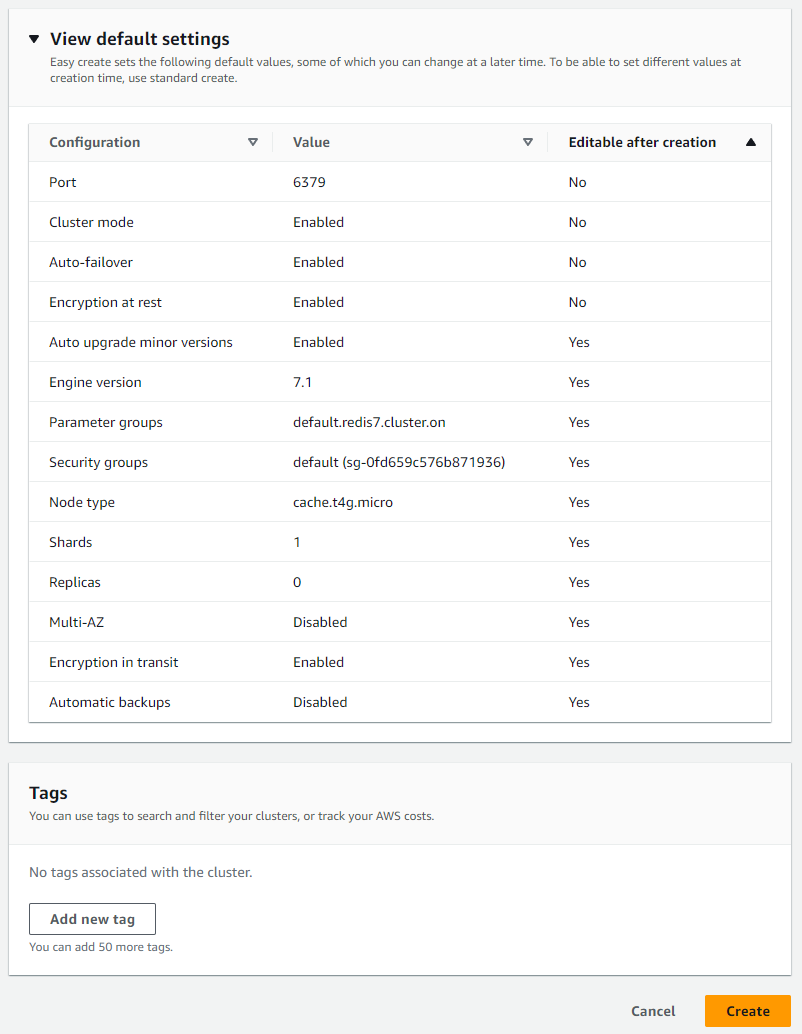 View default settings
Easy create sets the following default values, some of which you can change at a later time. To be able to set different values at
creation time, use standard create.
Configuration Value Editable after creation
Port 6379 No
Cluster mode Enabled No
Auto-failover Enabled No
Encryption at rest Enabled No
Auto upgrade minor versions Enabled Yes
Engine version 7.1 Yes
Parameter groups default.redis7.cluster.on Yes
Security groups default (sg-0fd659c576b871936) Yes
Node type cache.t4g.micro Yes
Shards 1 Yes
Replicas 0 Yes
Multi-AZ Disabled Yes
Encryption in transit Enabled Yes
Automatic backups Disabled Yes
Tags
You can use tags to search and filter your clusters, or track your AWS costs.
No tags associated with the cluster.
Add new tag
You can add 50 more tags.
Cancel Create